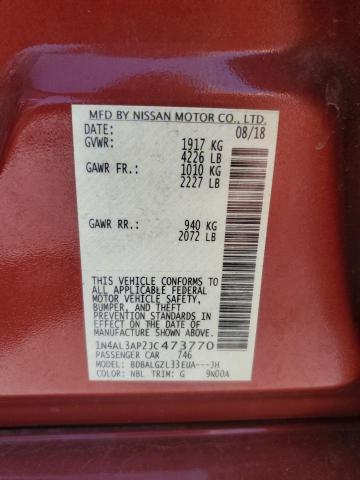 MFD BY NISSAN MOTOR CO., LTD.
DATE: 08/18
GVWR: 1917 KG
4226 LB
GAWR FR.: 1010 KG
2227 LB
GAWR RR.: 940 KG
2072 LB
THIS VEHICLE CONFORMS TO
ALL APPLICABLE FEDERAL
MOTOR VEHICLE SAFETY,
BUMPER, AND THEFT
PREVENTION STANDARDS IN
EFFECT ON THE DATE OF
MANUFACTURE SHOWN ABOVE.
1N4AL3AP2JC473770
PASSENGER CAR 746
MODEL: BDBALGZL33EUA---JH
COLOR: NBL TRIM: G 9N00A